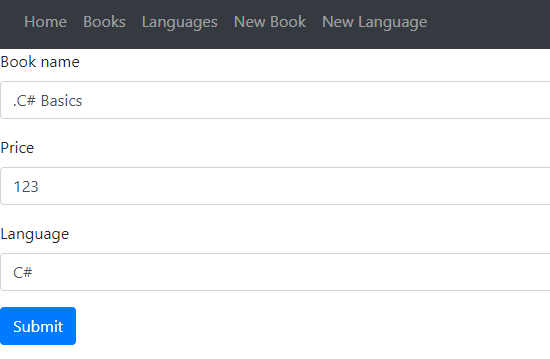 Home Books Languages New Book New Language
Book name
.C# Basics
Price
123
Language
C#
Submit